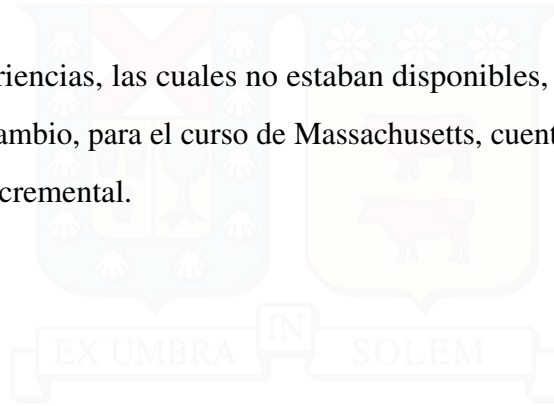 riencias, las cuales no estaban disponibles,
ambio, para el curso de Massachusetts, cuent
cremental.
EX UMBRA IN SOLEM